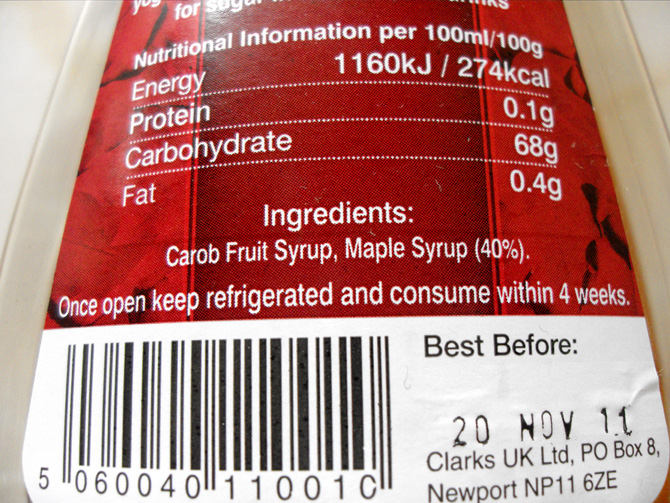 for sugar
Nutritional Information per 100ml/100g
Energy 1160kJ / 274kcal
Protein 0.1g
Carbohydrate 68g
Fat 0.4g
Ingredients:
Carob Fruit Syrup, Maple Syrup (40%).
Once open keep refrigerated and consume within 4 weeks.
Best Before:
20 NOV 11
Clarks UK Ltd, PO Box 8,
Newport NP11 6ZE
5 060040 11001